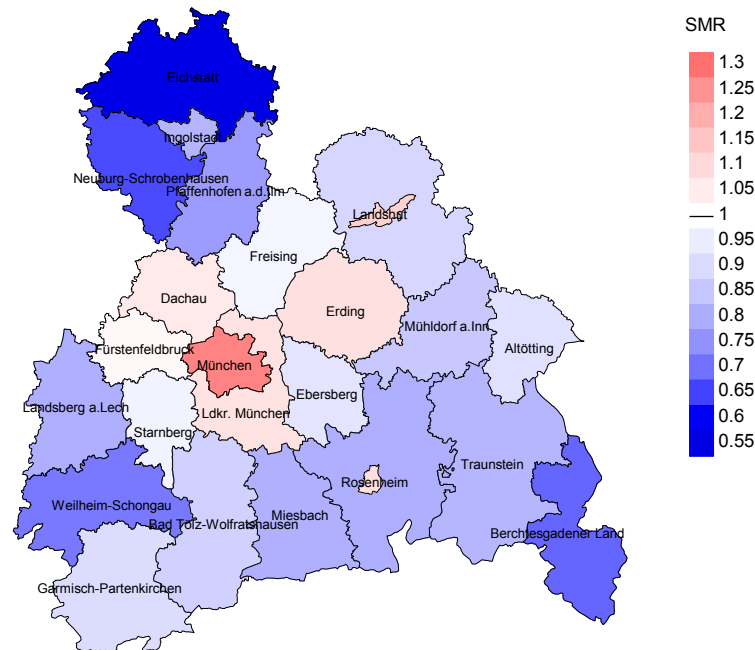 SMR
1.3
1.25
1.2
1.15
1.1
1.05
1
0.95
0.9
0.85
0.8
0.75
0.7
0.65
0.6
0.55
Eichstätt
Ingolstadt
Neuburg-Schrobenhausen
Pfaffenhofen a.d.Ilm
Landshut
Freising
Dachau
Erding
Mühldorf a.Inn
Altötting
Fürstenfeldbruck
München
Ebersberg
Landsberg a.Lech
Ldkr. München
Starnberg
Traunstein
Rosenheim
Weilheim-Schongau
Miesbach
Bad Tölz-Wolfratshausen
Berchtesgadener Land
Garmisch-Partenkirchen